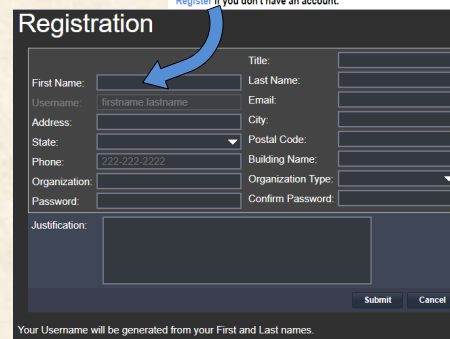 Register if you don't have an account.
Registration
Title:
First Name:
Last Name:
Username:
firstname.lastname
Email:
Address:
City:
State:
Postal Code:
Phone:
222-222-2222
Building Name:
Organization:
Organization Type:
Password:
Confirm Password:
Justification:
Submit
Cancel
Your Username will be generated from your First and Last names.